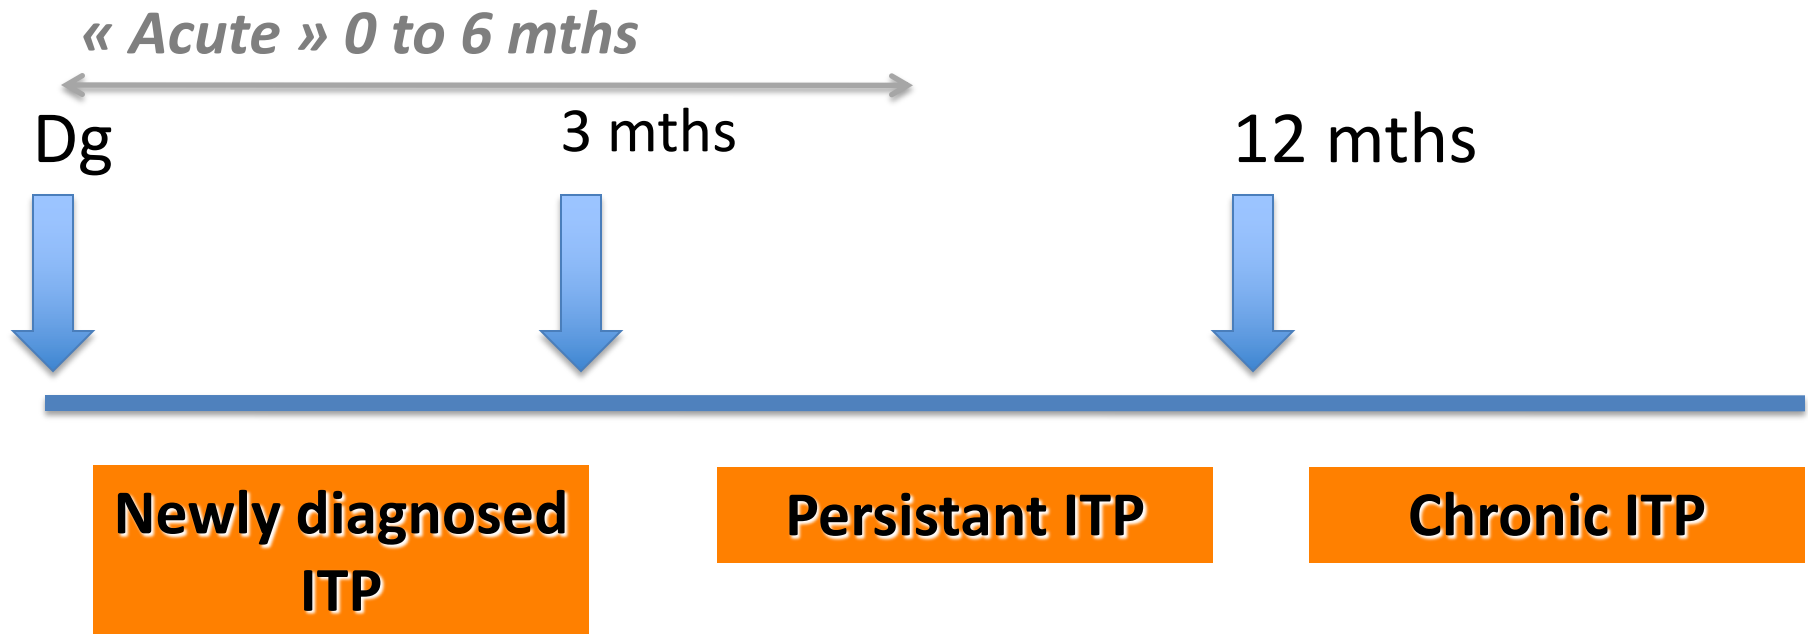 « Acute » 0 to 6 mths
Dg
3 mths
12 mths
Newly diagnosed
ITP
Persistant ITP
Chronic ITP